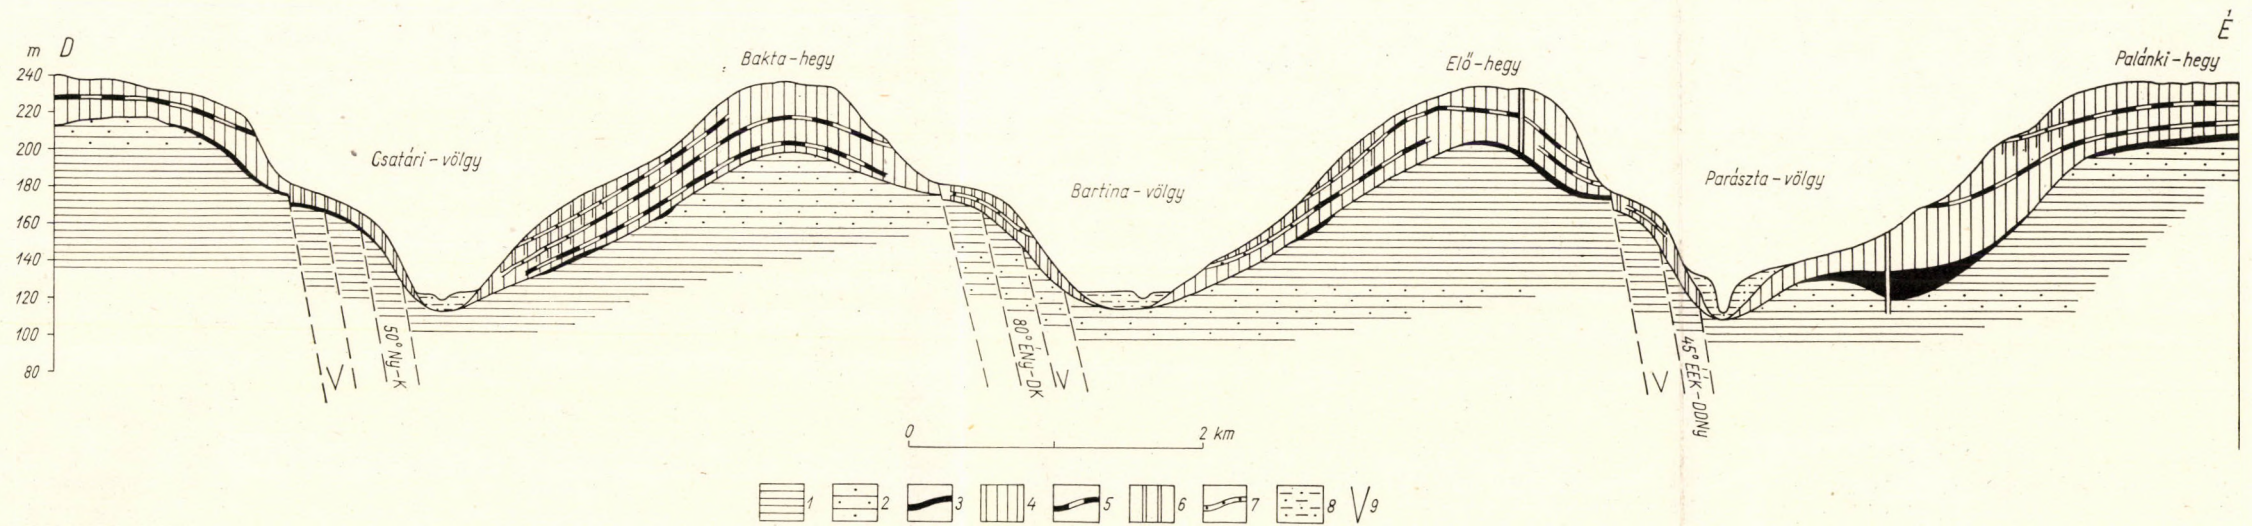 m D
É
240
220
200
180
160
140
120
100
80
Csatári-völgy
Bakta-hegy
Bartina-völgy
Elő-hegy
Parászta-völgy
Palánki-hegy
50° Ny-K
80° ÉNy-DK
45° ÉÉK-DDNy
V
V
V
0 2 km
1 2 3 4 5 6 7 8 V 9